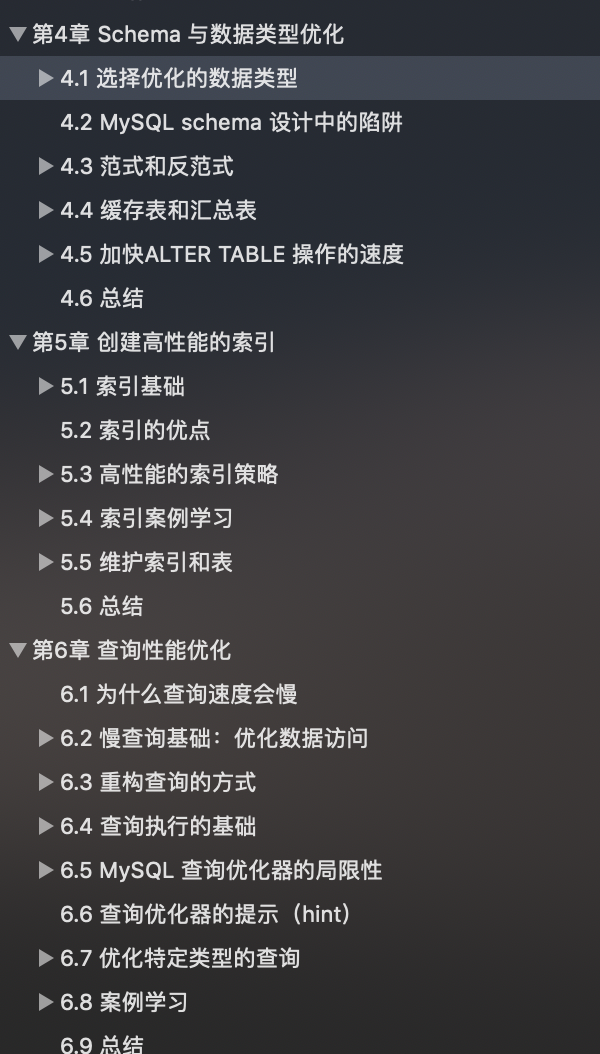 第4章 Schema 与数据类型优化
4.1 选择优化的数据类型
4.2 MySQL schema 设计中的陷阱
4.3 范式和反范式
4.4 缓存表和汇总表
4.5 加快ALTER TABLE 操作的速度
4.6 总结
第5章 创建高性能的索引
5.1 索引基础
5.2 索引的优点
5.3 高性能的索引策略
5.4 索引案例学习
5.5 维护索引和表
5.6 总结
第6章 查询性能优化
6.1 为什么查询速度会慢
6.2 慢查询基础：优化数据访问
6.3 重构查询的方式
6.4 查询执行的基础
6.5 MySQL 查询优化器的局限性
6.6 查询优化器的提示（hint）
6.7 优化特定类型的查询
6.8 案例学习
6.9 总结